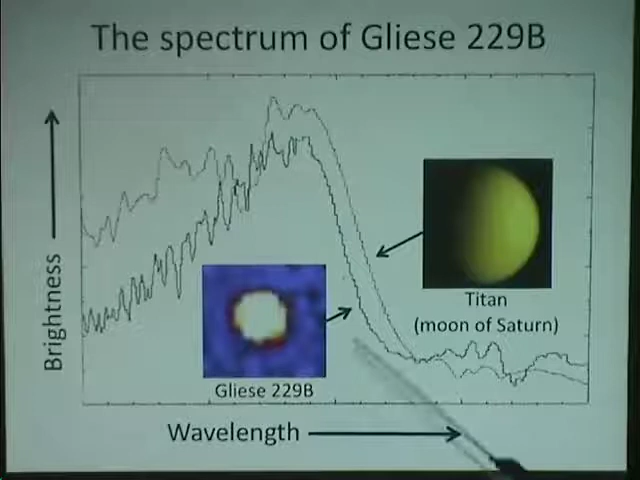 The spectrum of Gliese 229B
Brightness
Titan
(moon of Saturn)
Gliese 229B
Wavelength